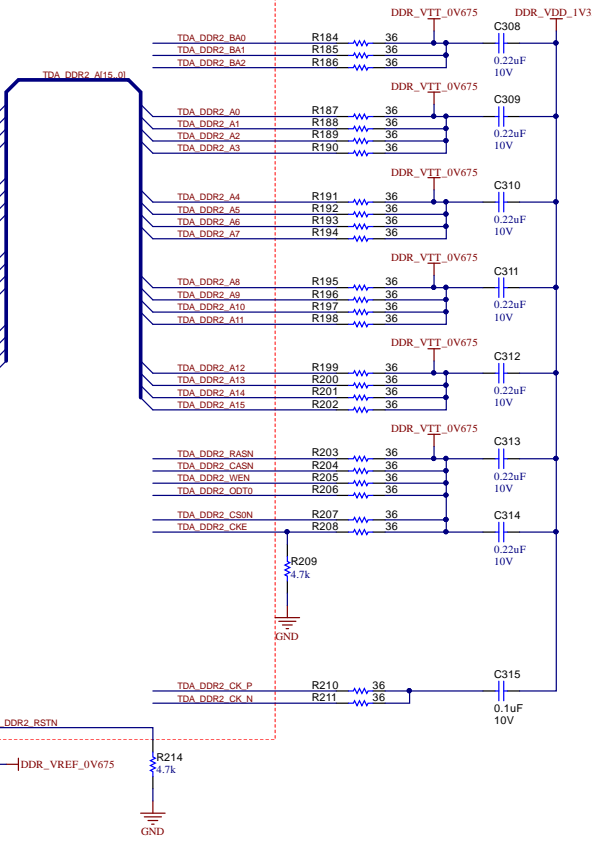 DDR_VTT_0V675 DDR_VDD_1V3
TDA_DDR2_BA0 R184 36 C308
TDA_DDR2_BA1 R185 36
TDA_DDR2_BA2 R186 36 0.22uF
10V
TDA_DDR2_A[15..0]
DDR_VTT_0V675
TDA_DDR2_A0 R187 36 C309
TDA_DDR2_A1 R188 36
TDA_DDR2_A2 R189 36 0.22uF
TDA_DDR2_A3 R190 36 10V
DDR_VTT_0V675
TDA_DDR2_A4 R191 36 C310
TDA_DDR2_A5 R192 36
TDA_DDR2_A6 R193 36 0.22uF
TDA_DDR2_A7 R194 36 10V
DDR_VTT_0V675
TDA_DDR2_A8 R195 36 C311
TDA_DDR2_A9 R196 36
TDA_DDR2_A10 R197 36 0.22uF
TDA_DDR2_A11 R198 36 10V
DDR_VTT_0V675
TDA_DDR2_A12 R199 36 C312
TDA_DDR2_A13 R200 36
TDA_DDR2_A14 R201 36 0.22uF
TDA_DDR2_A15 R202 36 10V
DDR_VTT_0V675
TDA_DDR2_RASN R203 36 C313
TDA_DDR2_CASN R204 36
TDA_DDR2_WEN R205 36 0.22uF
TDA_DDR2_ODT0 R206 36 10V
TDA_DDR2_CS0N R207 36 C314
TDA_DDR2_CKE R208 36
0.22uF
10V
R209
4.7k
GND
TDA_DDR2_CK_P R210 36 C315
TDA_DDR2_CK_N R211 36
0.1uF
10V
_DDR2_RSTN
R214
4.7k
DDR_VREF_0V675
GND